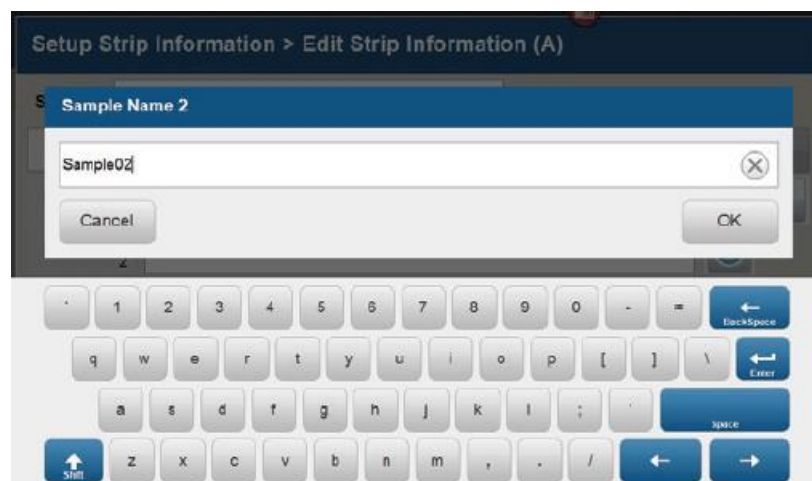 Setup Strip Information > Edit Strip Information (A)
S
Sample Name 2
Sample02
Cancel
OK
2
` 1 2 3 4 5 6 7 8 9 0 - = ← BackSpace
q w e r t y u i o p [ ] \ Enter
a s d f g h j k l ; ' space
Shift z x c v b n m , . / ← →